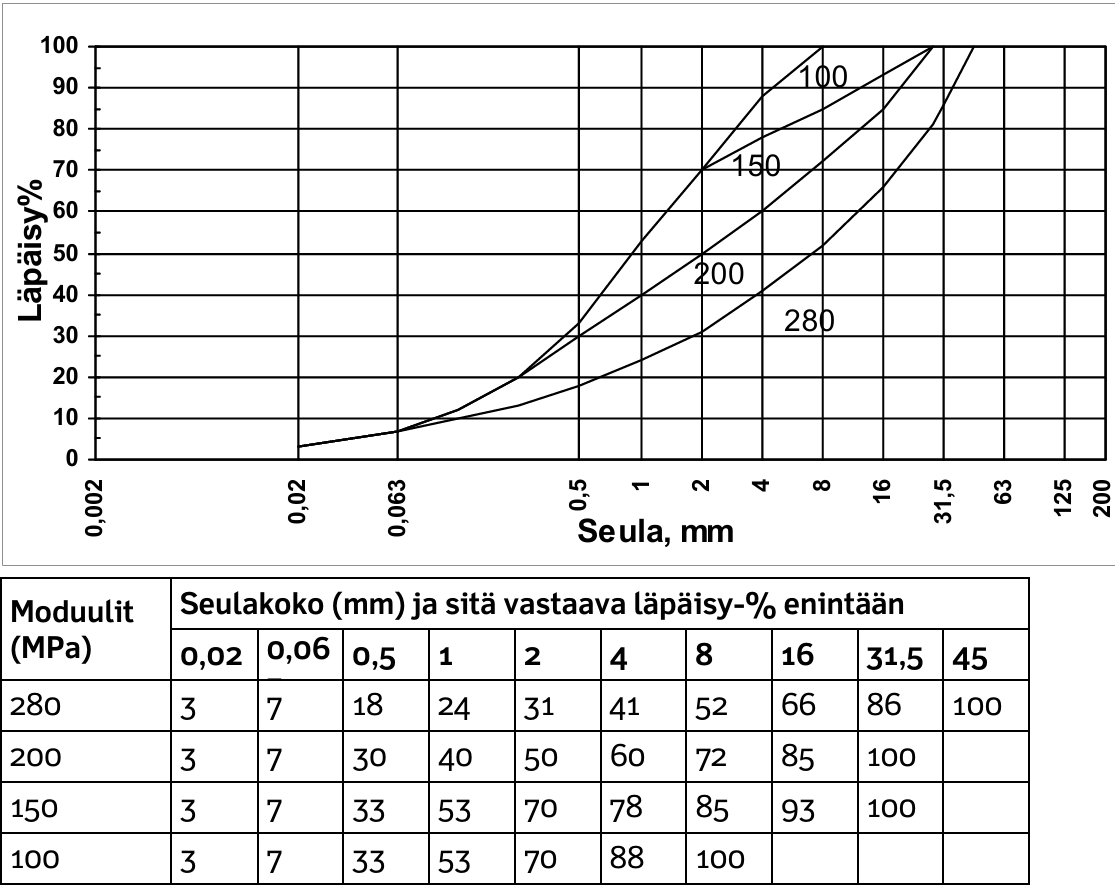 100
90
80
70
60
50
40
30
20
10
0
Läpäisy%
100
150
200
280
0,002 0,02 0,063 0,5 1 2 4 8 16 31,5 63 125 200
Seula, mm
Moduulit (MPa) Seulakoko (mm) ja sitä vastaava läpäisy-% enintään
0,02 0,06 0,5 1 2 4 8 16 31,5 45
280 3 7 18 24 31 41 52 66 86 100
200 3 7 30 40 50 60 72 85 100
150 3 7 33 53 70 78 85 93 100
100 3 7 33 53 70 88 100